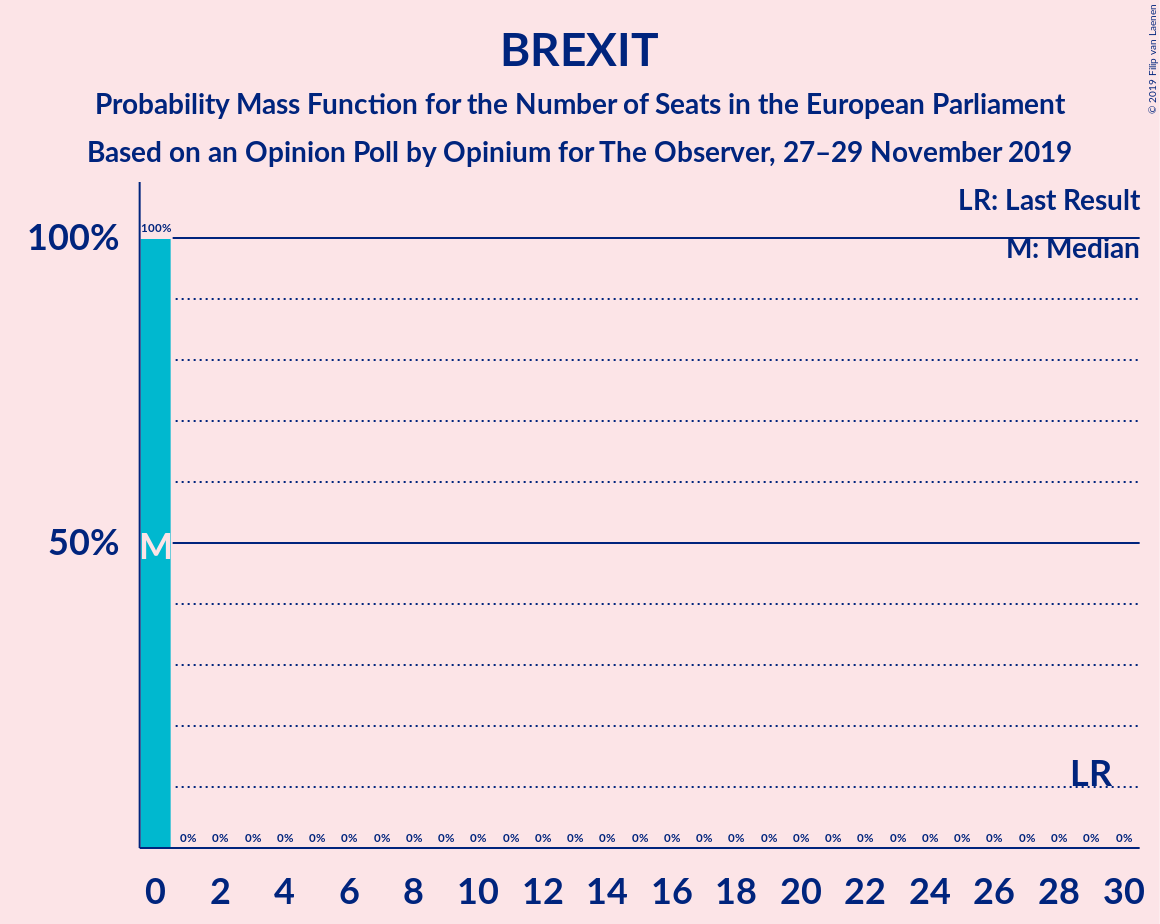 BREXIT
Probability Mass Function for the Number of Seats in the European Parliament
Based on an Opinion Poll by Opinium for The Observer, 27–29 November 2019
© 2019 Filip van Laenen
LR: Last Result
M: Median
100%
100%
50%
M
LR
0% 0% 0% 0% 0% 0% 0% 0% 0% 0% 0% 0% 0% 0% 0% 0% 0% 0% 0% 0% 0% 0% 0% 0% 0% 0% 0% 0% 0% 0%
0 2 4 6 8 10 12 14 16 18 20 22 24 26 28 30